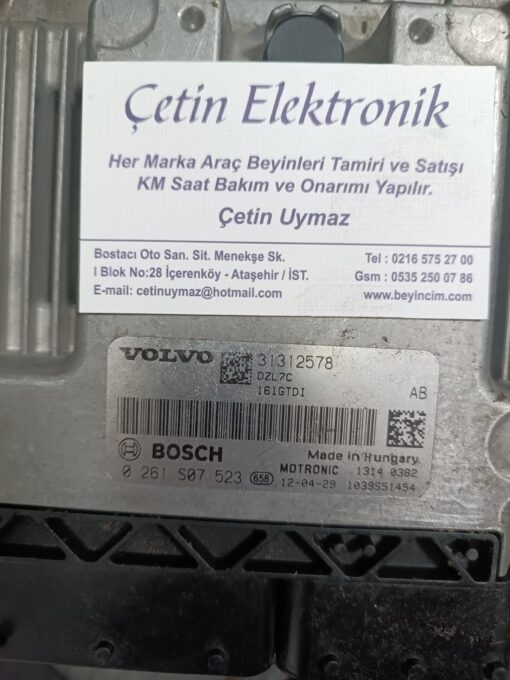 Çetin Elektronik
Her Marka Araç Beyinleri Tamiri ve Satışı
KM Saat Bakım ve Onarımı Yapılır.
Çetin Uymaz
Bostacı Oto San. Sit. Menekşe Sk.
I Blok No:28 İçerenköy - Ataşehir / İST.
E-mail: cetinuymaz@hotmail.com
Tel : 0216 575 27 00
Gsm : 0535 250 07 86
www.beyincim.com
VOLVO 31312578
DZL7C
161GTDI AB
BOSCH Made in Hungary
MOTRONIC 1314 0382
0 261 S07 523 658 12-04-29 1039S51454